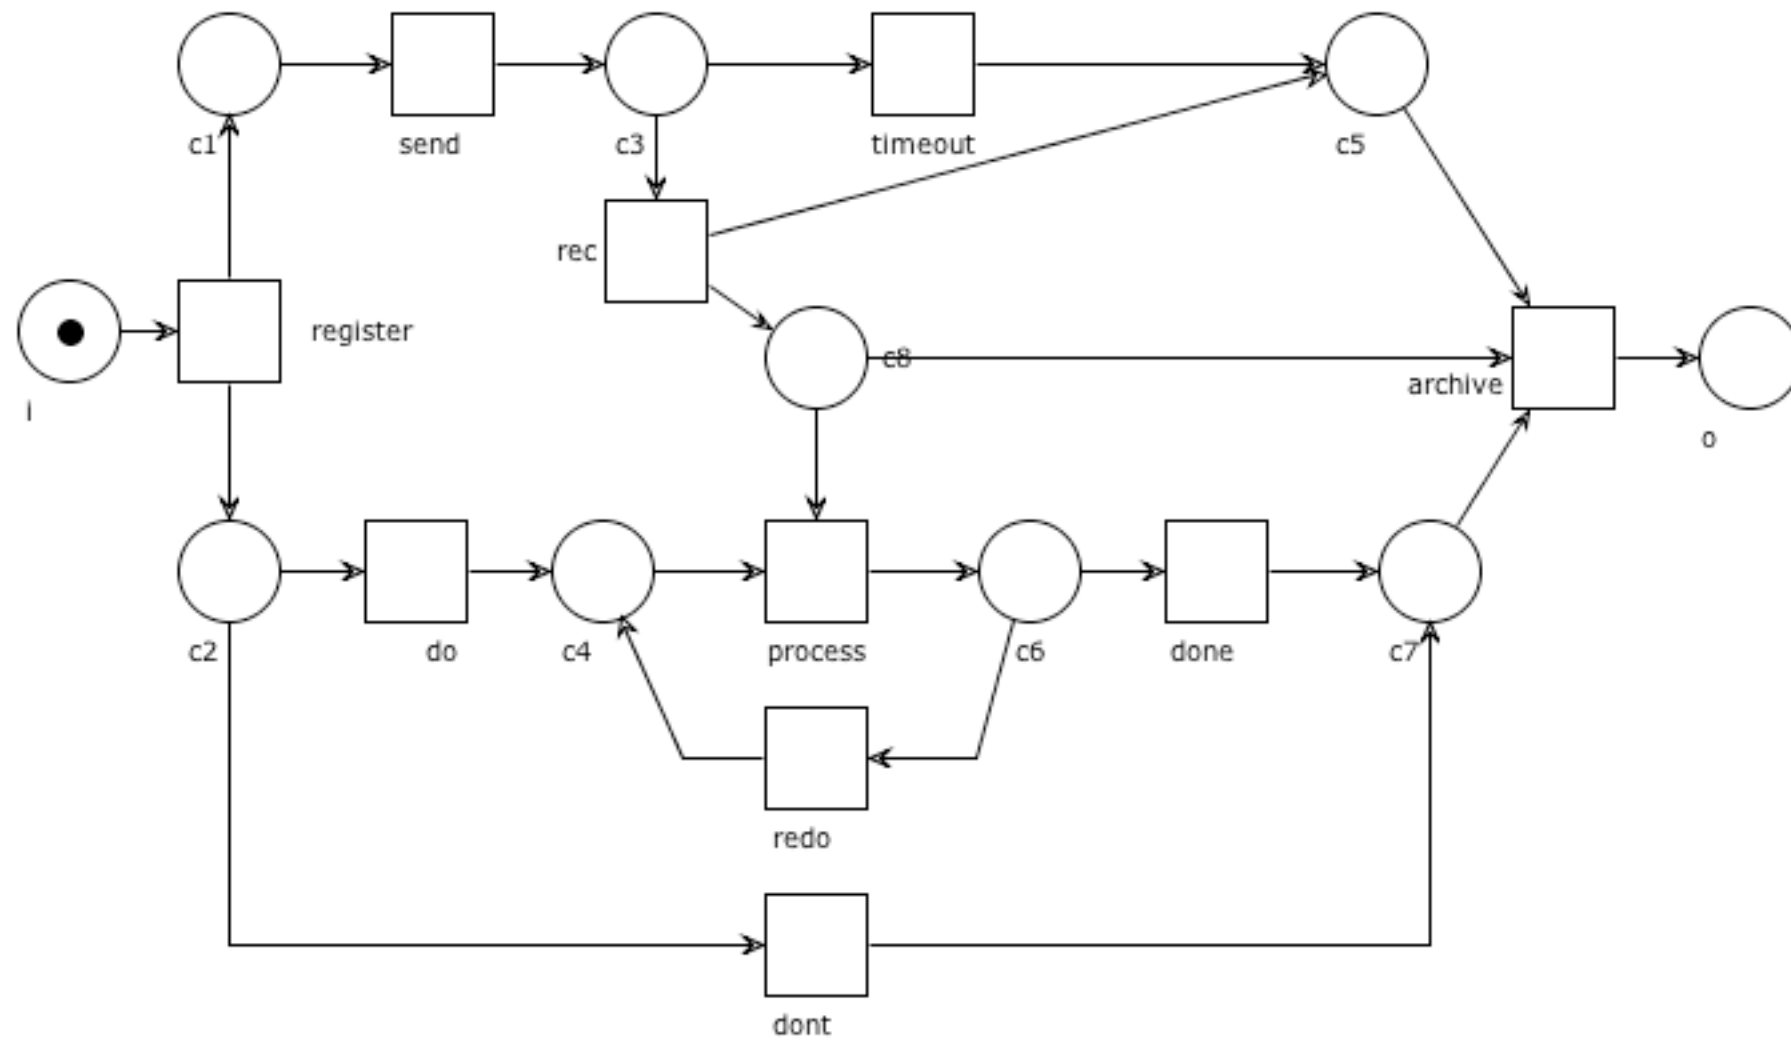 c1
send
c3
timeout
c5
rec
i
register
c8
archive
o
c2
do
c4
process
c6
done
c7
redo
dont